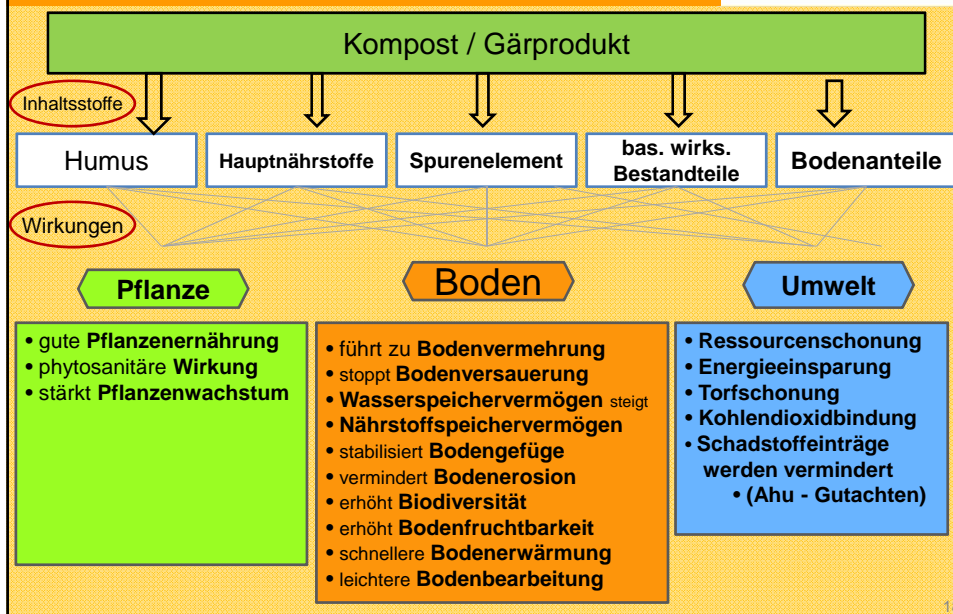 Kompost / Gärprodukt
Inhaltsstoffe
Humus
Hauptnährstoffe
Spurenelement
bas. wirks.
Bestandteile
Bodenanteile
Wirkungen
Pflanze
Boden
Umwelt
• gute Pflanzenernährung
• phytosanitäre Wirkung
• stärkt Pflanzenwachstum
• führt zu Bodenvermehrung
• stoppt Bodenversauerung
• Wasserspeichervermögen steigt
• Nährstoffspeichervermögen
• stabilisiert Bodengefüge
• vermindert Bodenerosion
• erhöht Biodiversität
• erhöht Bodenfruchtbarkeit
• schnellere Bodenerwärmung
• leichtere Bodenbearbeitung
• Ressourcenschonung
• Energieeinsparung
• Torfschonung
• Kohlendioxidbindung
• Schadstoffeinträge
werden vermindert
• (Ahu - Gutachten)